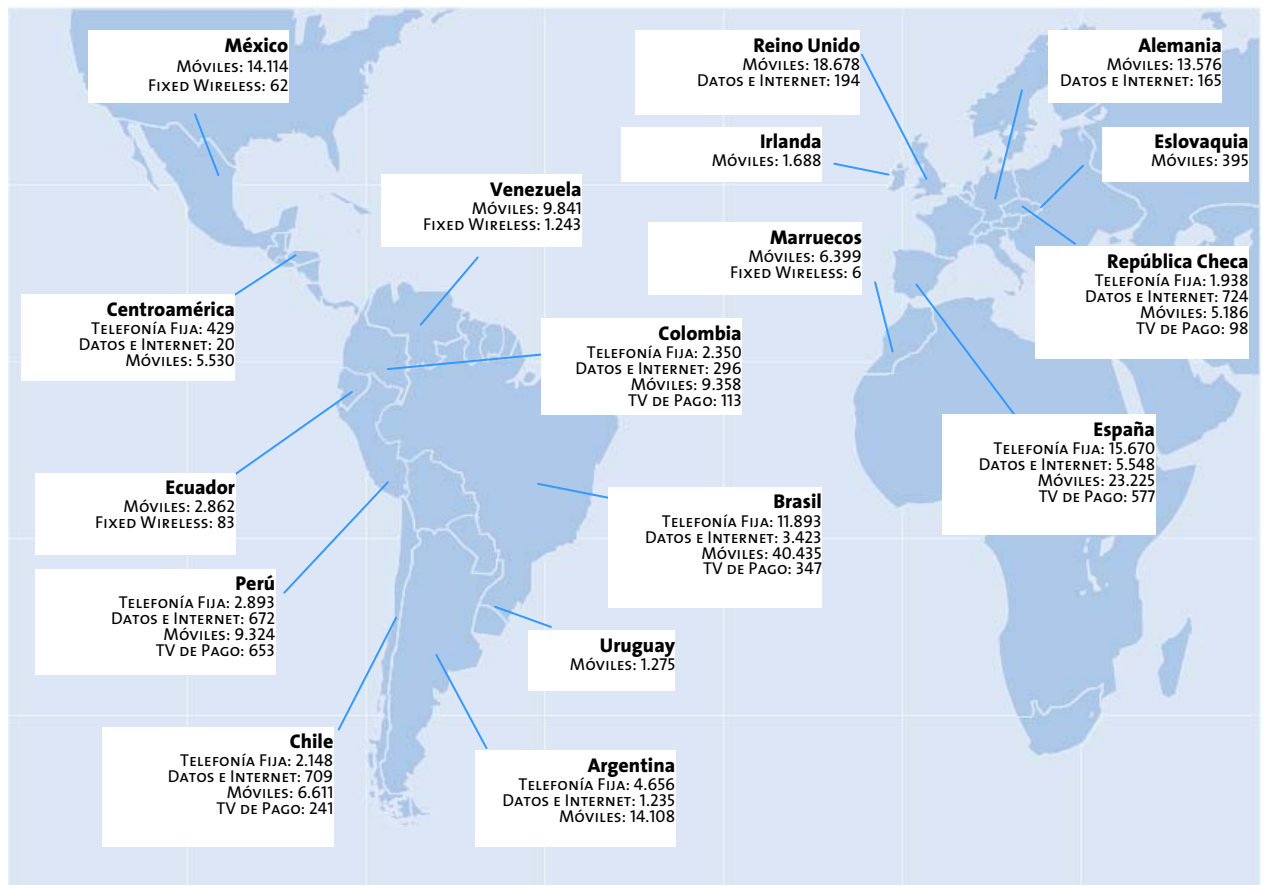 México
Móviles: 14.114
Fixed Wireless: 62
Reino Unido
Móviles: 18.678
Datos e Internet: 194
Alemania
Móviles: 13.576
Datos e Internet: 165
Irlanda
Móviles: 1.688
Eslovaquia
Móviles: 395
Venezuela
Móviles: 9.841
Fixed Wireless: 1.243
Marruecos
Móviles: 6.399
Fixed Wireless: 6
República Checa
Telefonía Fija: 1.938
Datos e Internet: 724
Móviles: 5.186
TV de Pago: 98
Centroamérica
Telefonía Fija: 429
Datos e Internet: 20
Móviles: 5.530
Colombia
Telefonía Fija: 2.350
Datos e Internet: 296
Móviles: 9.358
TV de Pago: 113
España
Telefonía Fija: 15.670
Datos e Internet: 5.548
Móviles: 23.225
TV de Pago: 577
Ecuador
Móviles: 2.862
Fixed Wireless: 83
Brasil
Telefonía Fija: 11.893
Datos e Internet: 3.423
Móviles: 40.435
TV de Pago: 347
Perú
Telefonía Fija: 2.893
Datos e Internet: 672
Móviles: 9.324
TV de Pago: 653
Uruguay
Móviles: 1.275
Chile
Telefonía Fija: 2.148
Datos e Internet: 709
Móviles: 6.611
TV de Pago: 241
Argentina
Telefonía Fija: 4.656
Datos e Internet: 1.235
Móviles: 14.108